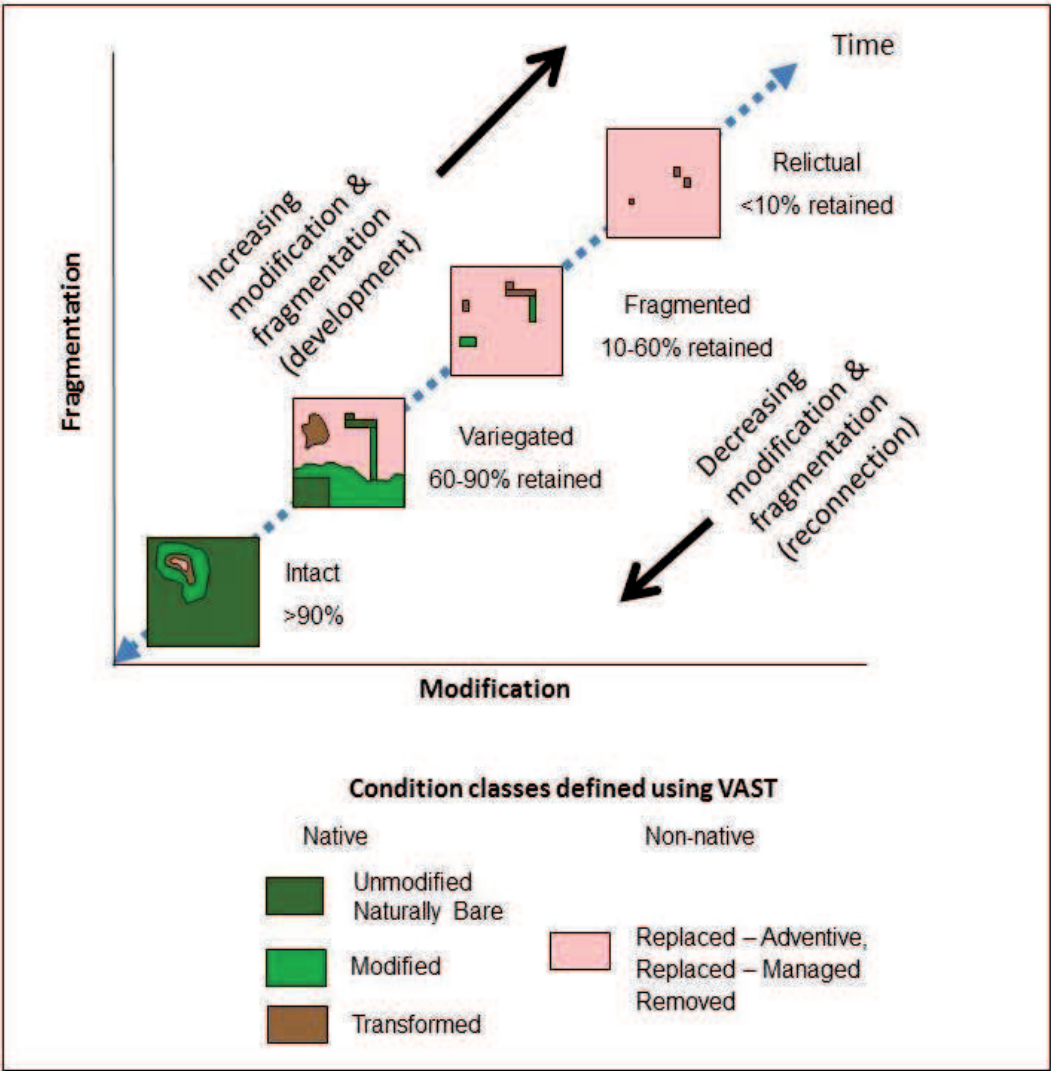 Time
Increasing
modification &
fragmentation
(development)
Relictual
<10% retained
Fragmentation
Fragmented
10-60% retained
Decreasing
modification &
fragmentation
(reconnection)
Variegated
60-90% retained
Intact
>90%
Modification
Condition classes defined using VAST
Native
Non-native
Unmodified
Naturally Bare
Modified
Transformed
Replaced – Adventive,
Replaced – Managed
Removed